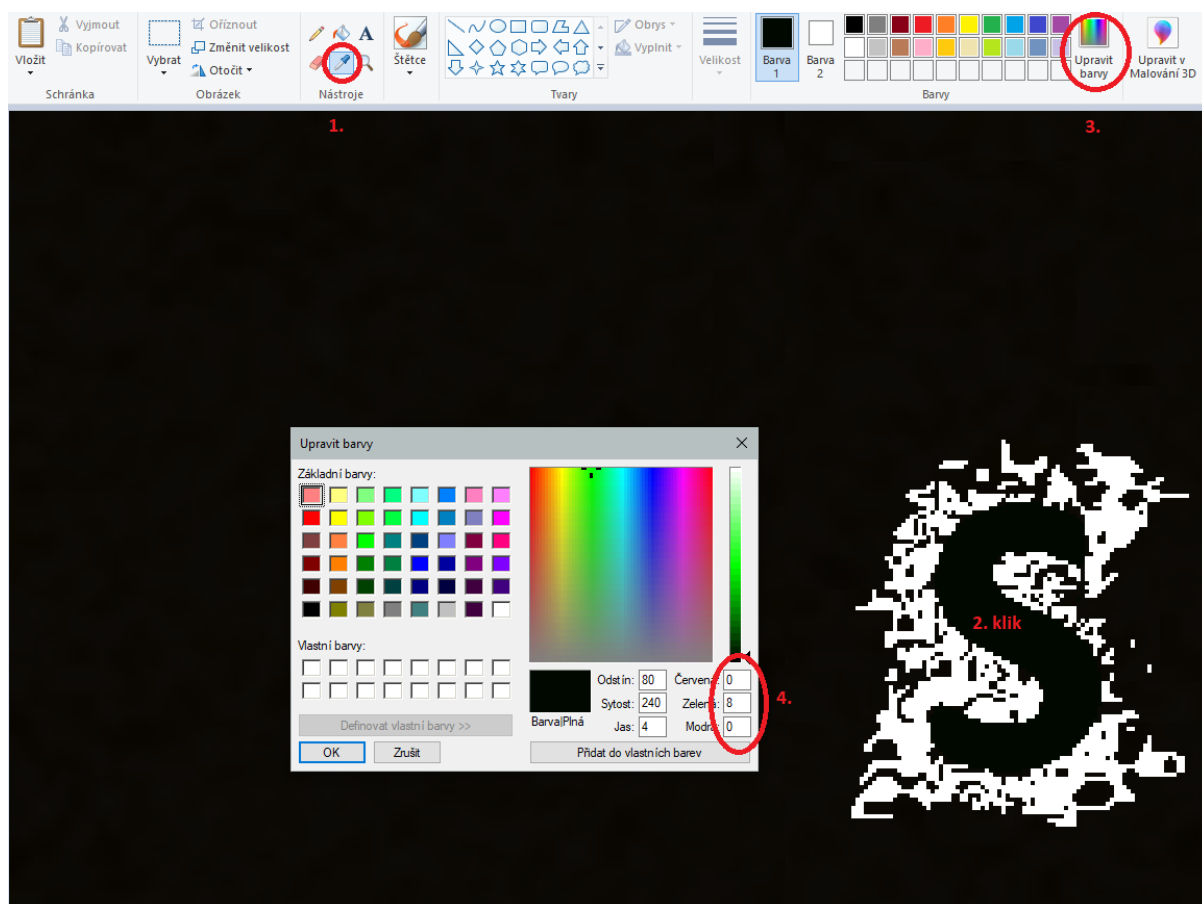 Vložit
Vyjmout
Kopírovat
Schránka
Vybrat
Oříznout
Změnit velikost
Otočit
Obrázek
A
Nástroje
Štětce
Obrys
Vyplnit
Tvary
Velikost
Barva
1
Barva
2
Upravit
barvy
Barvy
Upravit v
Malování 3D
1.
3.
Upravit barvy
Základní barvy:
Vlastní barvy:
Definovat vlastní barvy >>
OK
Zrušit
Barva|Plná
Odstín: 80
Sytost: 240
Jas: 4
Červená: 0
Zelená: 8
Modrá: 0
Přidat do vlastních barev
4.
S
2. klik